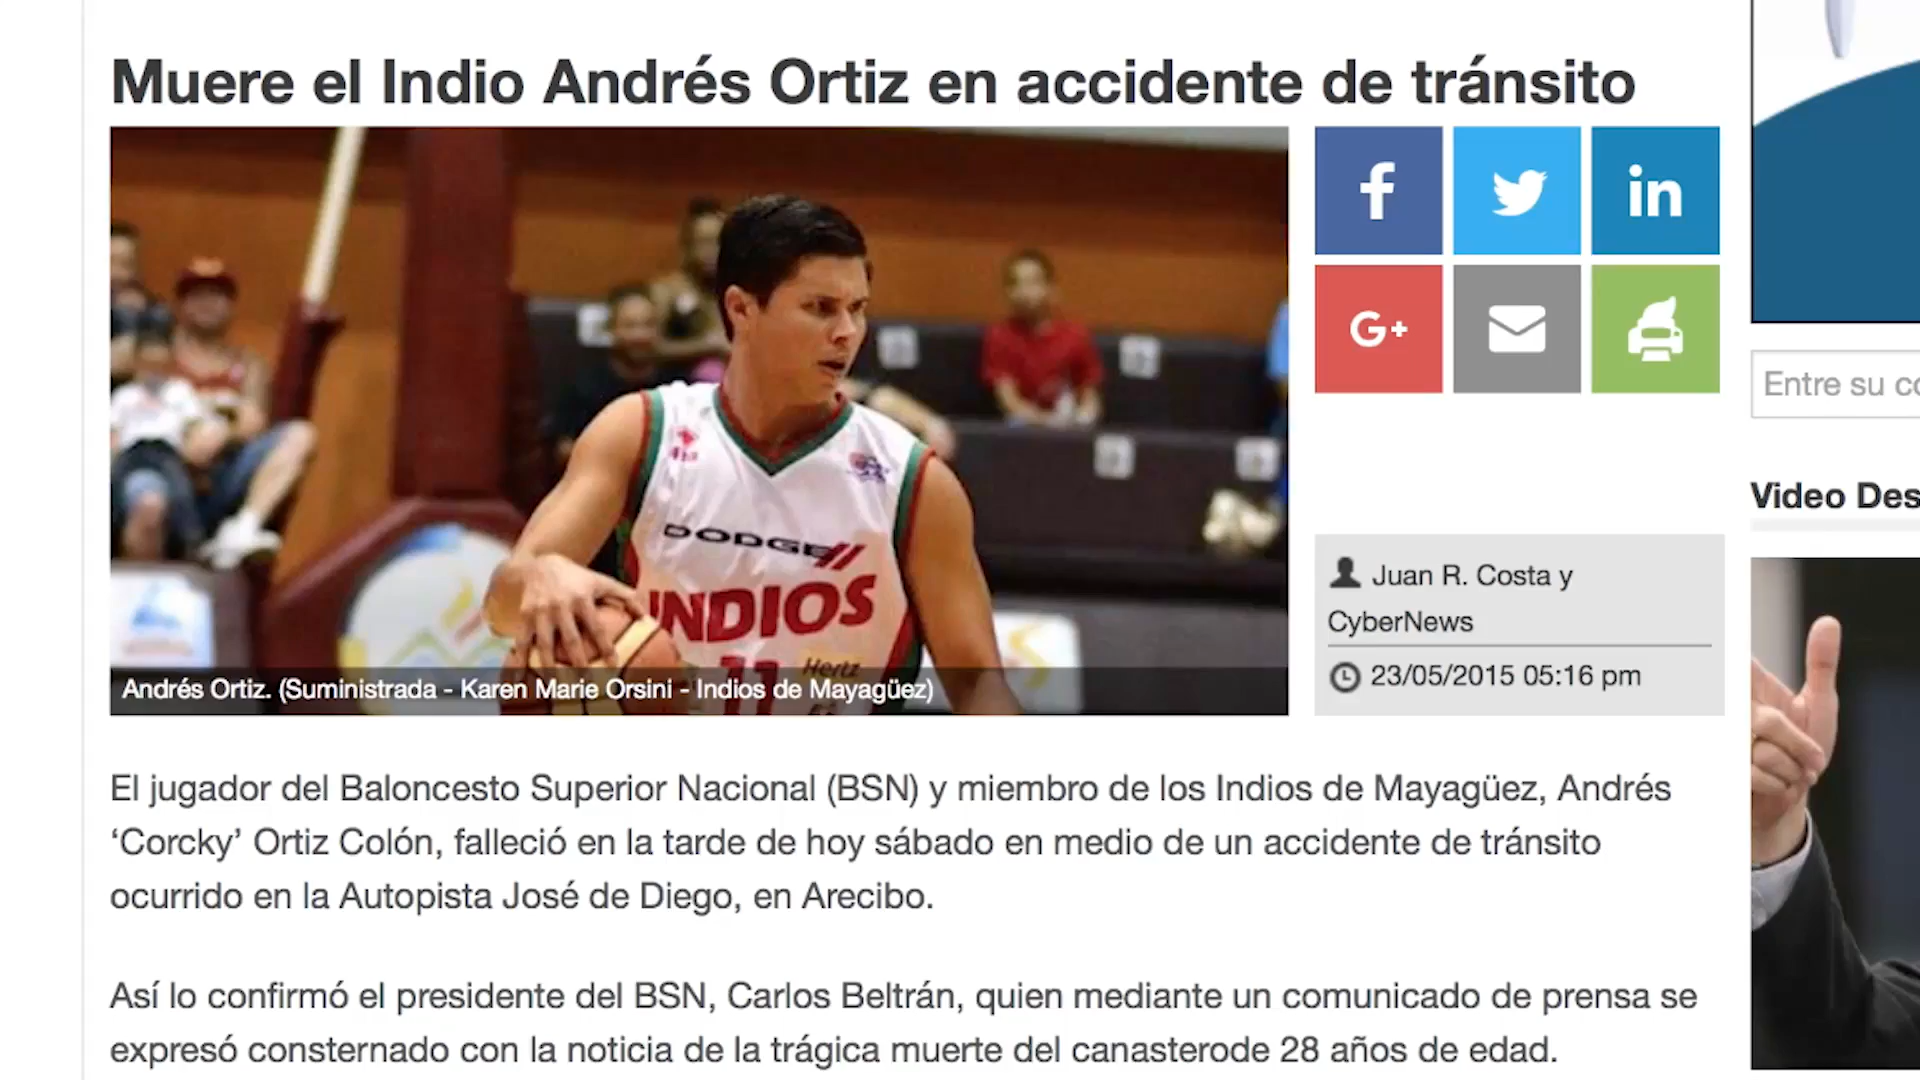 Muere el Indio Andrés Ortiz en accidente de tránsito
f
in
G+
DODGE
INDIOS
11
Hertz
Andrés Ortiz. (Suministrada - Karen Marie Orsini - Indios de Mayagüez)
Juan R. Costa y
CyberNews
23/05/2015 05:16 pm
Entre su co
Video Des
El jugador del Baloncesto Superior Nacional (BSN) y miembro de los Indios de Mayagüez, Andrés
‘Corcky’ Ortiz Colón, falleció en la tarde de hoy sábado en medio de un accidente de tránsito
ocurrido en la Autopista José de Diego, en Arecibo.
Así lo confirmó el presidente del BSN, Carlos Beltrán, quien mediante un comunicado de prensa se
expresó consternado con la noticia de la trágica muerte del canasterode 28 años de edad.